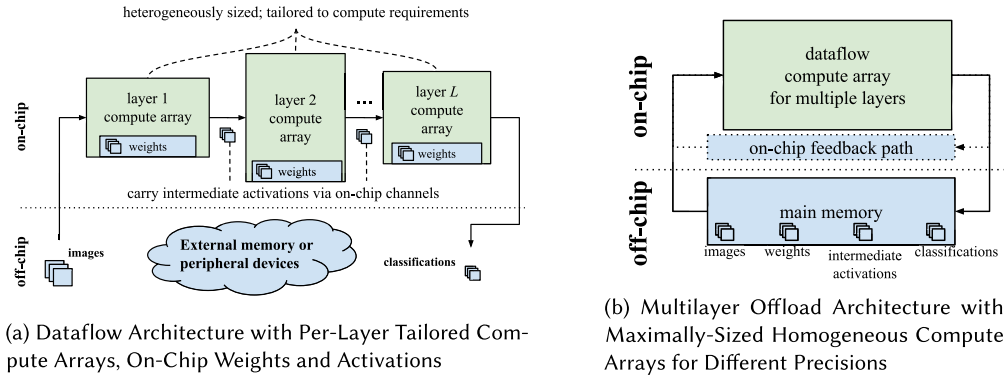 heterogeneously sized; tailored to compute requirements
on-chip
layer 1
compute array
weights
layer 2
compute
array
weights
...
layer L
compute
array
weights
carry intermediate activations via on-chip channels
off-chip
images
External memory or
peripheral devices
classifications
(a) Dataflow Architecture with Per-Layer Tailored Com-
pute Arrays, On-Chip Weights and Activations
on-chip
dataflow
compute array
for multiple layers
on-chip feedback path
off-chip
main memory
images
weights
intermediate
activations
classifications
(b) Multilayer Offload Architecture with
Maximally-Sized Homogeneous Compute
Arrays for Different Precisions